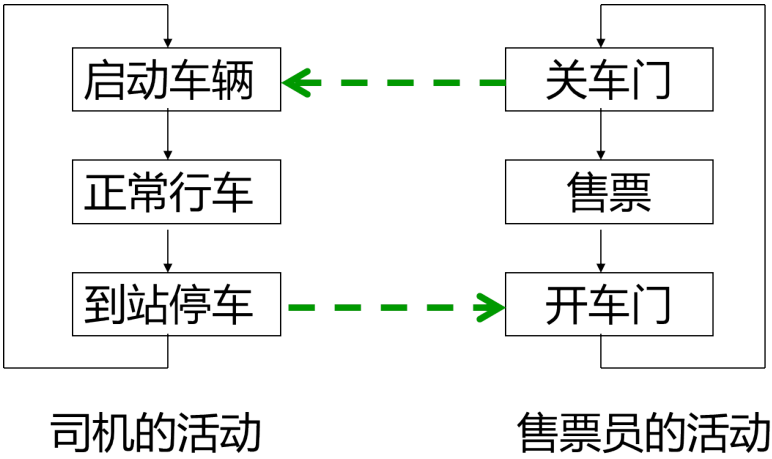 启动车辆
关车门
正常行车
售票
到站停车
开车门
司机的活动
售票员的活动